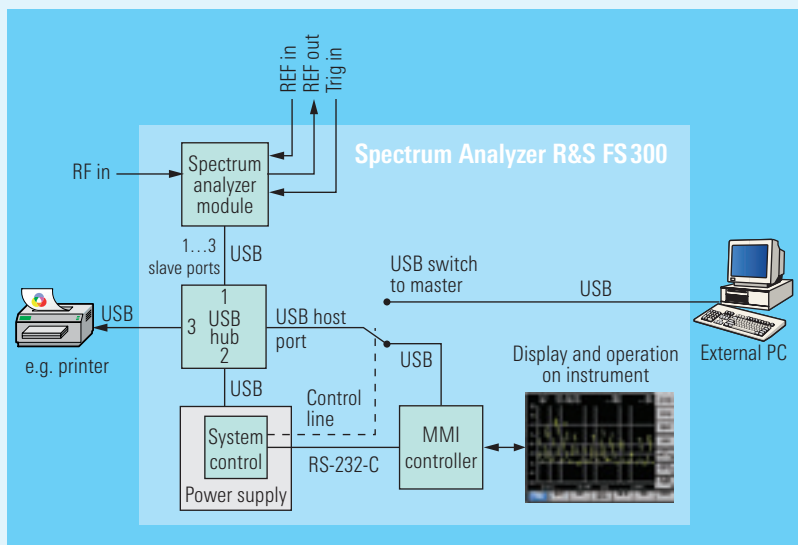 REF in
REF out
Trig in
Spectrum Analyzer R&S FS300
RF in
Spectrum
analyzer
module
1...3
slave ports
USB
USB switch
to master
USB
USB
1
3
USB
hub
2
USB host
port
USB
e.g. printer
External PC
Display and operation
on instrument
USB
Control
line
System
control
MMI
controller
RS-232-C
Power supply